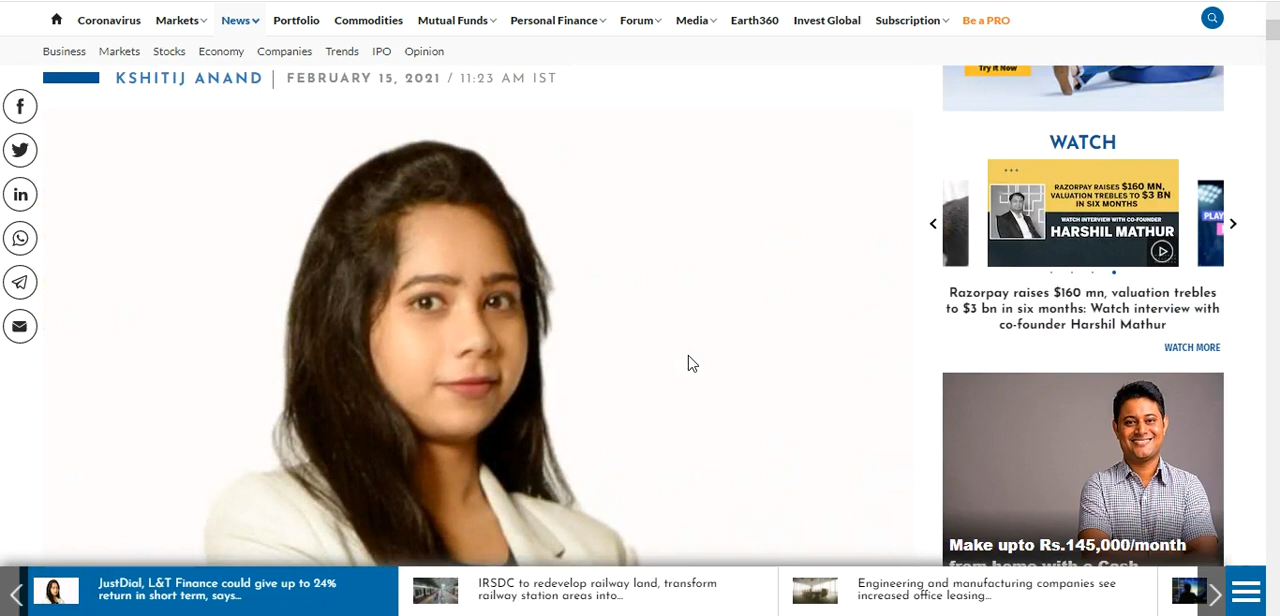 Coronavirus Markets News Portfolio Commodities Mutual Funds Personal Finance Forum Media Earth360 Invest Global Subscription Be a PRO
Business Markets Stocks Economy Companies Trends IPO Opinion
KSHITIJ ANAND | FEBRUARY 15, 2021 / 11:23 AM IST
Try It Now
WATCH
RAZORPAY RAISES $160 MN,
VALUATION TREBLES TO $3 BN
IN SIX MONTHS
WATCH INTERVIEW WITH CO-FOUNDER
HARSHIL MATHUR
PLAY
Razorpay raises $160 mn, valuation trebles
to $3 bn in six months: Watch interview with
co-founder Harshil Mathur
WATCH MORE
Make upto Rs.145,000/month
from home with a Cash
JustDial, L&T Finance could give up to 24%
return in short term, says...
IRSDC to redevelop railway land, transform
railway station areas into...
Engineering and manufacturing companies see
increased office leasing...